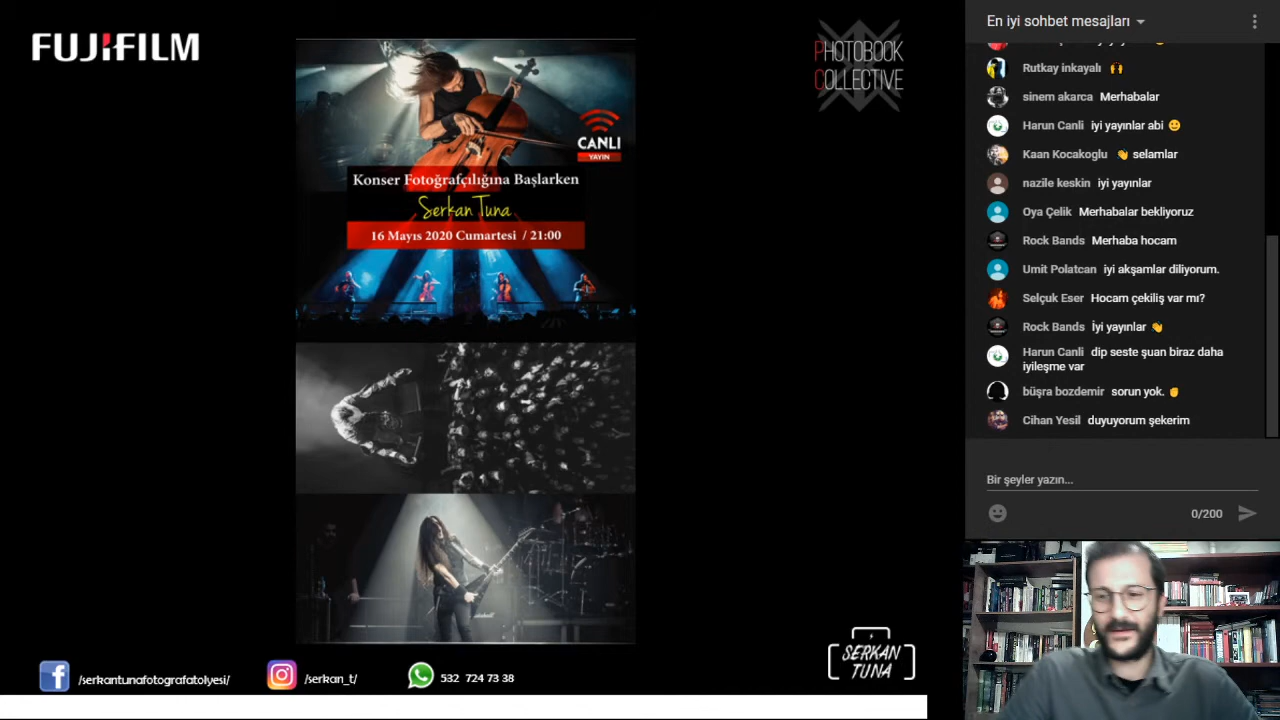 FUJIFILM
PHOTOBOOK
COLLECTIVE
CANLI
YAYIN
Konser Fotoğrafçılığına Başlarken
Serkan Tuna
16 Mayıs 2020 Cumartesi / 21:00
/serkantunafotografatolyesi/
/serkan_t/
532 724 73 38
SERKAN
TUNA
En iyi sohbet mesajları
Rutkay inkayalı 🙌
sinem akarca Merhabalar
Harun Canli iyi yayınlar abi 😀
Kaan Kocakoglu 👋 selamlar
nazile keskin iyi yayınlar
Oya Çelik Merhabalar bekliyoruz
Rock Bands Merhaba hocam
Umit Polatcan iyi akşamlar diliyorum.
Selçuk Eser Hocam çekiliş var mı?
Rock Bands İyi yayınlar 👋
Harun Canli dip seste şuan biraz daha
iyileşme var
büşra bozdemir sorun yok. ✋
Cihan Yesil duyuyorum şekerim
Bir şeyler yazın...
0/200